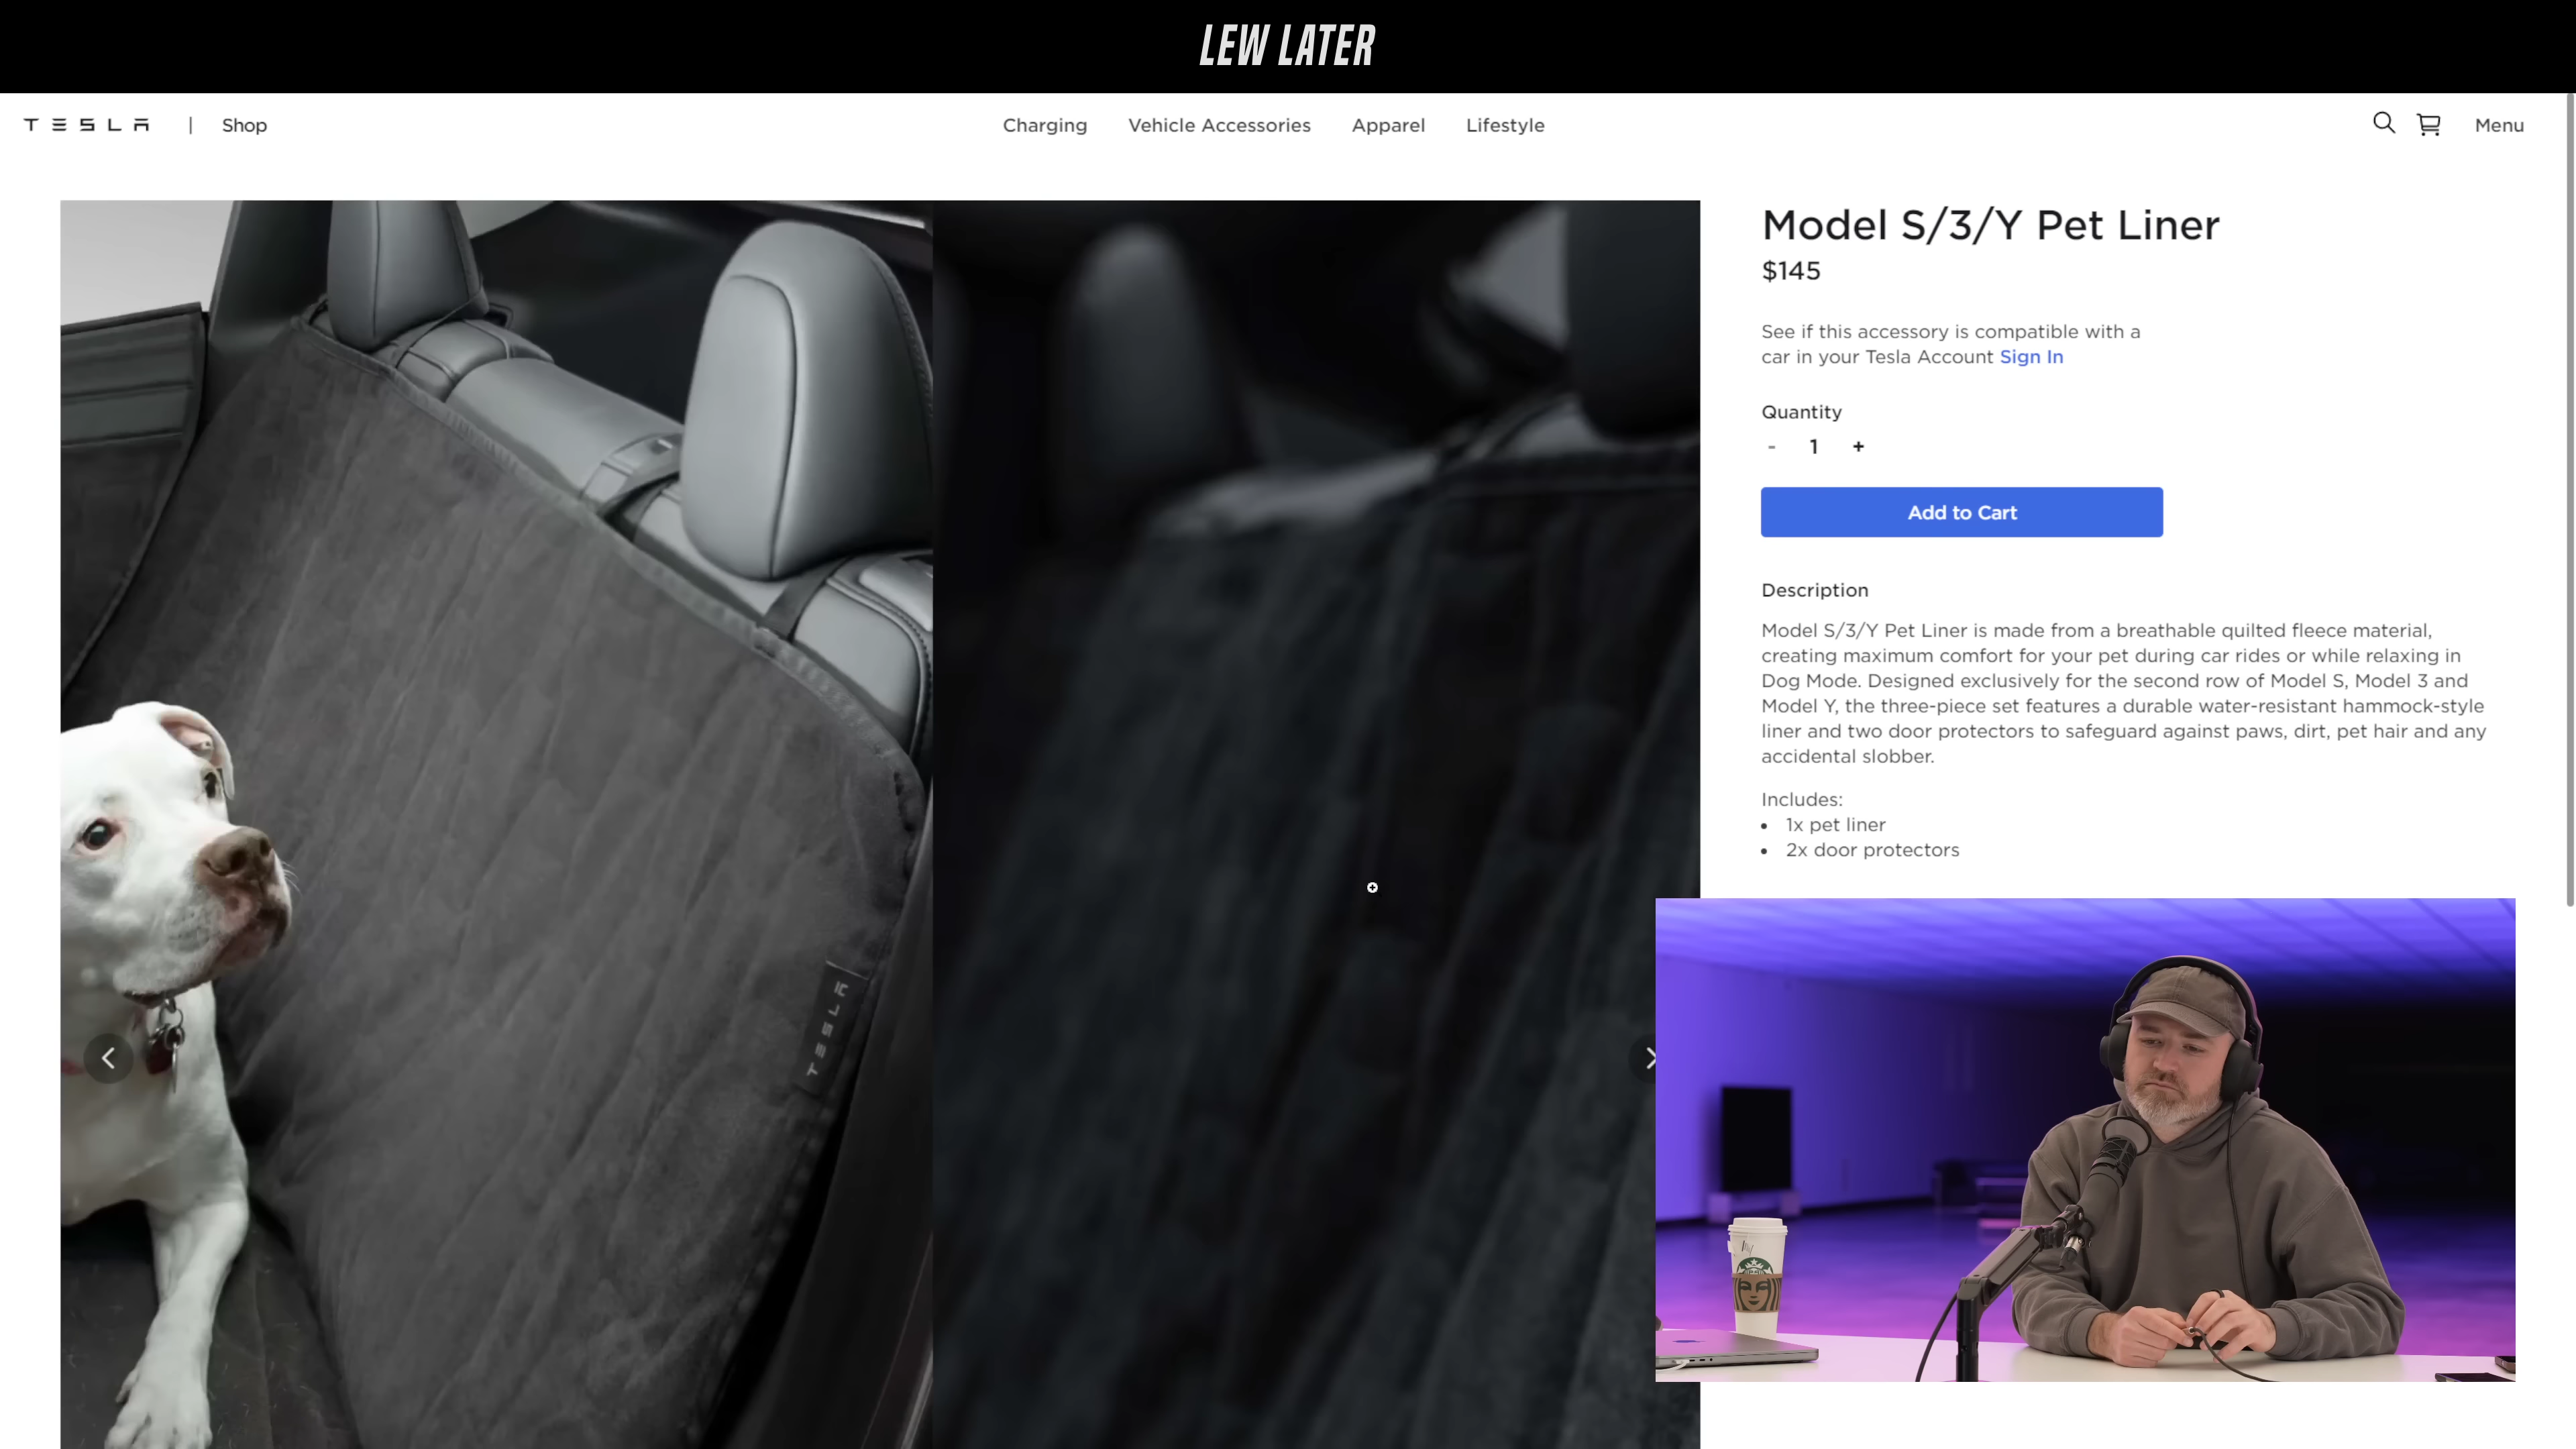 LEW LATER
TESLA | Shop
Charging Vehicle Accessories Apparel Lifestyle
Menu
Model S/3/Y Pet Liner
$145
See if this accessory is compatible with a
car in your Tesla Account Sign In
Quantity
- 1 +
Add to Cart
Description
Model S/3/Y Pet Liner is made from a breathable quilted fleece material,
creating maximum comfort for your pet during car rides or while relaxing in
Dog Mode. Designed exclusively for the second row of Model S, Model 3 and
Model Y, the three-piece set features a durable water-resistant hammock-style
liner and two door protectors to safeguard against paws, dirt, pet hair and any
accidental slobber.
Includes:
• 1x pet liner
• 2x door protectors
TESLA